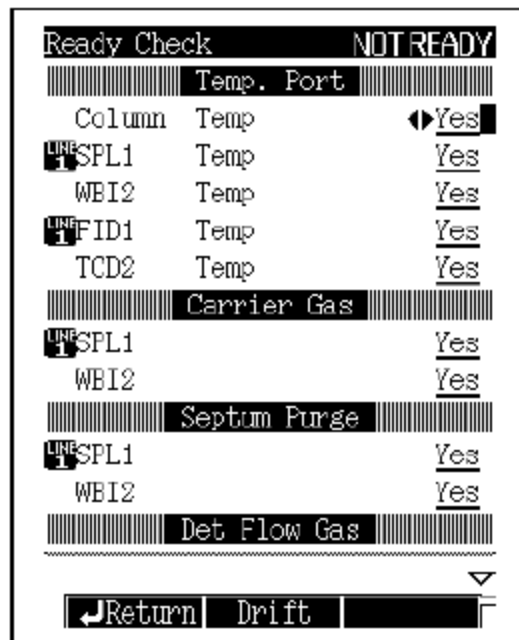 Ready Check NOT READY
Temp. Port
Column Temp Yes
LINE 1 SPL1 Temp Yes
WBI2 Temp Yes
LINE 1 FID1 Temp Yes
TCD2 Temp Yes
Carrier Gas
LINE 1 SPL1 Yes
WBI2 Yes
Septum Purge
LINE 1 SPL1 Yes
WBI2 Yes
Det Flow Gas
Return Drift